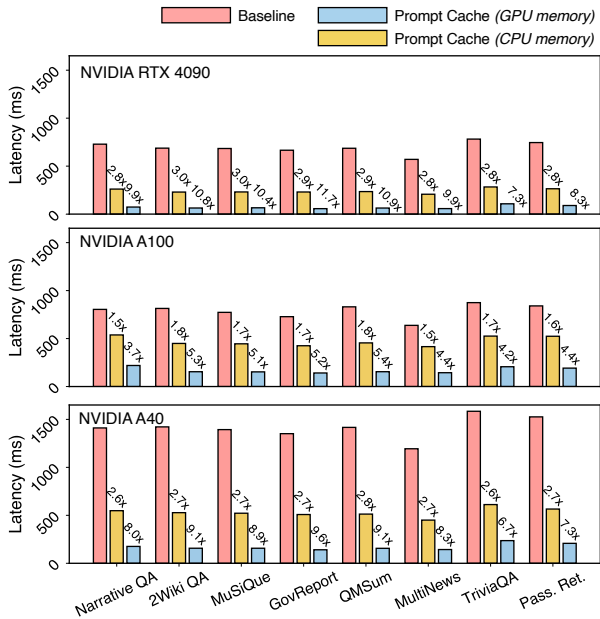 Baseline
Prompt Cache (GPU memory)
Prompt Cache (CPU memory)
NVIDIA RTX 4090
Latency (ms)
1500
1000
500
0
2.8x 9.9x 3.0x 10.8x 3.0x 10.4x 2.9x 11.7x 2.9x 10.9x 2.8x 9.9x 2.8x 7.3x 2.8x 8.3x
NVIDIA A100
Latency (ms)
1500
1000
500
0
1.5x 3.7x 1.8x 5.3x 1.7x 5.1x 1.7x 5.2x 1.8x 5.4x 1.5x 4.4x 1.7x 4.2x 1.6x 4.4x
NVIDIA A40
Latency (ms)
1500
1000
500
0
2.6x 8.0x 2.7x 9.1x 2.7x 8.9x 2.7x 9.6x 2.8x 9.1x 2.7x 8.3x 2.6x 6.7x 2.7x 7.3x
Narrative QA 2Wiki QA MuSiQue GovReport QMSum MultiNews TriviaQA Pass. Ret.